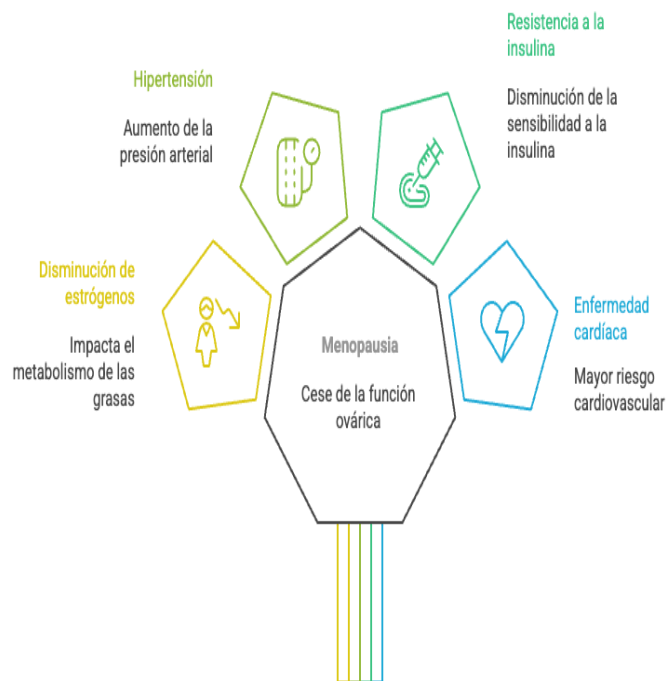 Resistencia a la
insulina
Disminución de la
sensibilidad a la
insulina
Hipertensión
Aumento de la
presión arterial
Disminución de
estrógenos
Impacta el
metabolismo de las
grasas
Menopausia
Cese de la función
ovárica
Enfermedad
cardíaca
Mayor riesgo
cardiovascular